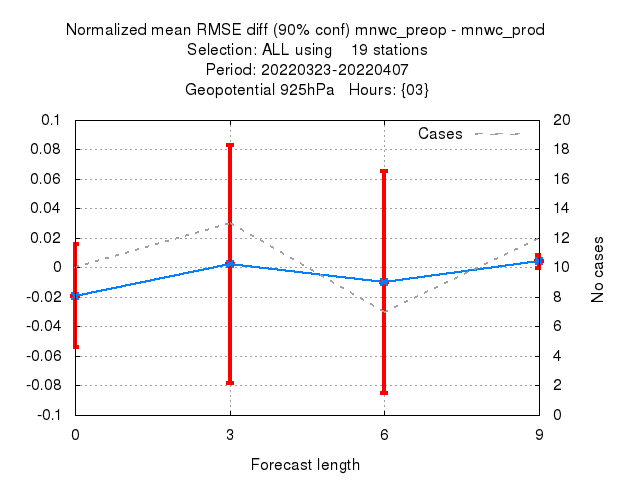 Normalized mean RMSE diff (90% conf) mnwc_preop - mnwc_prod
Selection: ALL using    19 stations
Period: 20220323-20220407
Geopotential 925hPa   Hours: {03}
Cases
0.1
0.08
0.06
0.04
0.02
0
-0.02
-0.04
-0.06
-0.08
-0.1
20
18
16
14
12
10
8
6
4
2
0
No cases
0 3 6 9
Forecast length